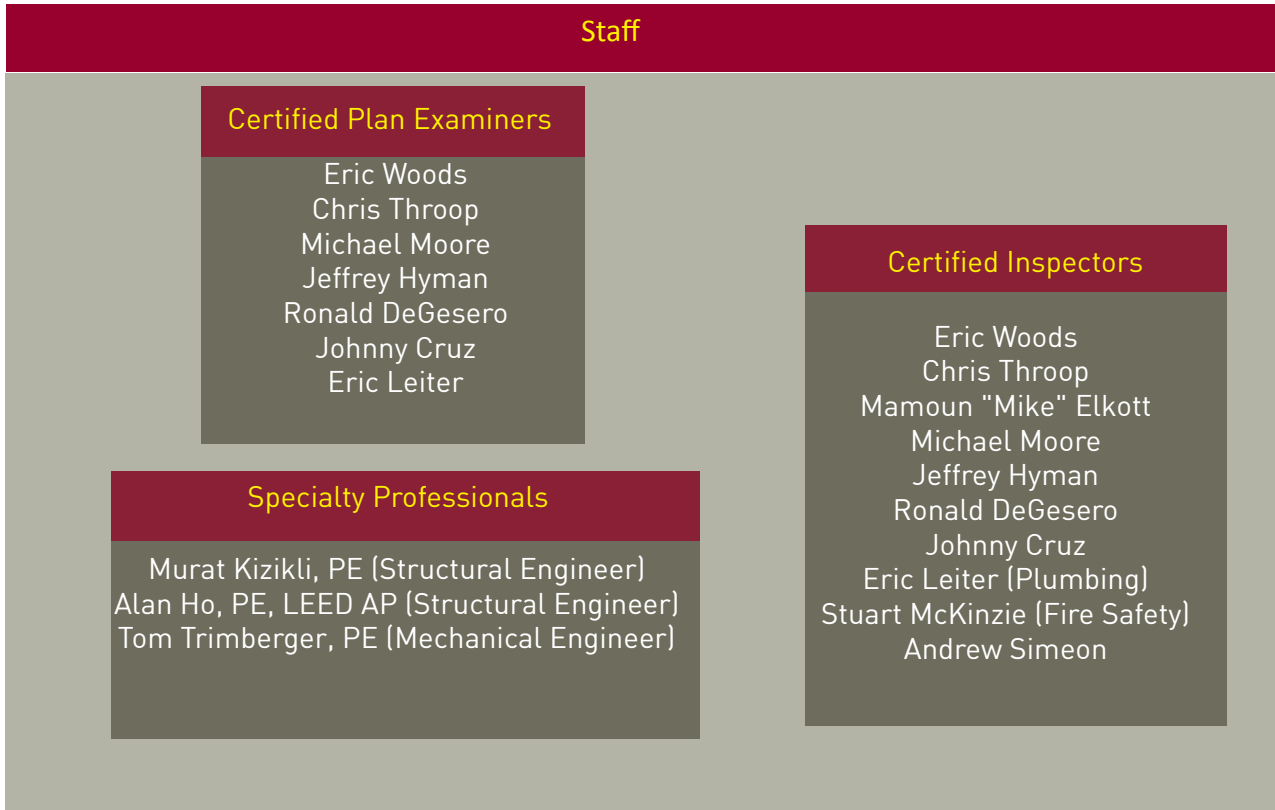 Staff
Certified Plan Examiners
Eric Woods
Chris Throop
Michael Moore
Jeffrey Hyman
Ronald DeGesero
Johnny Cruz
Eric Leiter
Certified Inspectors
Eric Woods
Chris Throop
Mamoun "Mike" Elkott
Michael Moore
Jeffrey Hyman
Ronald DeGesero
Johnny Cruz
Eric Leiter (Plumbing)
Stuart McKinzie (Fire Safety)
Andrew Simeon
Specialty Professionals
Murat Kizikli, PE (Structural Engineer)
Alan Ho, PE, LEED AP (Structural Engineer)
Tom Trimberger, PE (Mechanical Engineer)